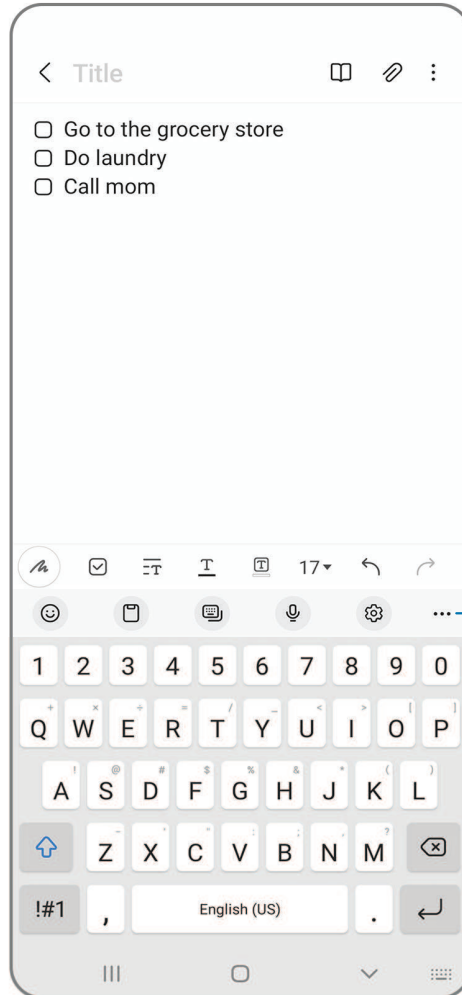 Title
Go to the grocery store
Do laundry
Call mom
17
1 2 3 4 5 6 7 8 9 0
Q W E R T Y U I O P
A S D F G H J K L
Z X C V B N M
!#1 , English (US) .